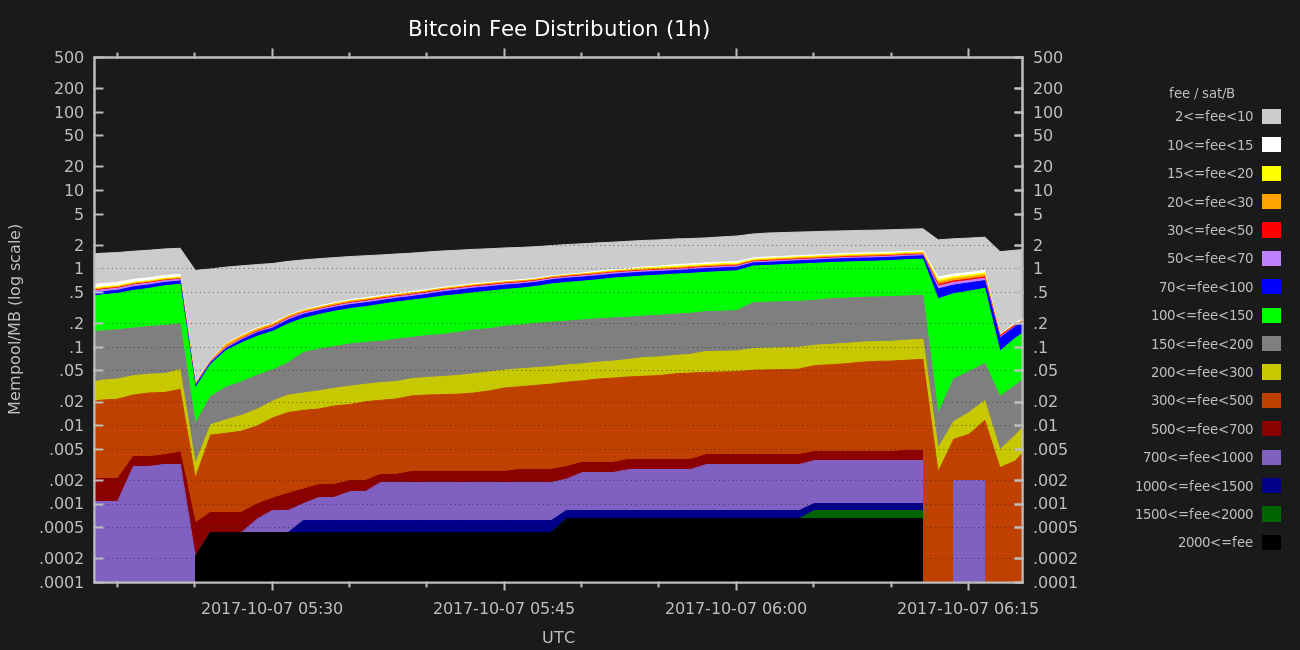 Bitcoin Fee Distribution (1h)
Mempool/MB (log scale)
500
200
100
50
20
10
5
2
1
.5
.2
.1
.05
.02
.01
.005
.002
.001
.0005
.0002
.0001
500
200
100
50
20
10
5
2
1
.5
.2
.1
.05
.02
.01
.005
.002
.001
.0005
.0002
.0001
2017-10-07 05:30
2017-10-07 05:45
2017-10-07 06:00
2017-10-07 06:15
UTC
fee / sat/B
2<=fee<10
10<=fee<15
15<=fee<20
20<=fee<30
30<=fee<50
50<=fee<70
70<=fee<100
100<=fee<150
150<=fee<200
200<=fee<300
300<=fee<500
500<=fee<700
700<=fee<1000
1000<=fee<1500
1500<=fee<2000
2000<=fee